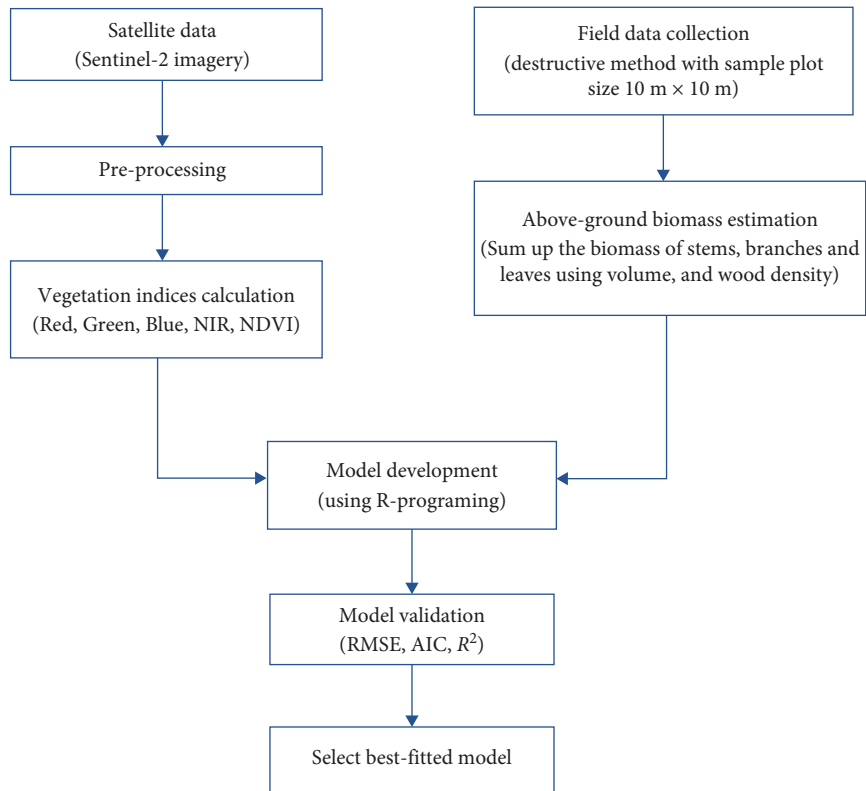 Satellite data
(Sentinel-2 imagery)
Pre-processing
Vegetation indices calculation
(Red, Green, Blue, NIR, NDVI)
Field data collection
(destructive method with sample plot
size 10 m × 10 m)
Above-ground biomass estimation
(Sum up the biomass of stems, branches and
leaves using volume, and wood density)
Model development
(using R-programing)
Model validation
(RMSE, AIC, R²)
Select best-fitted model